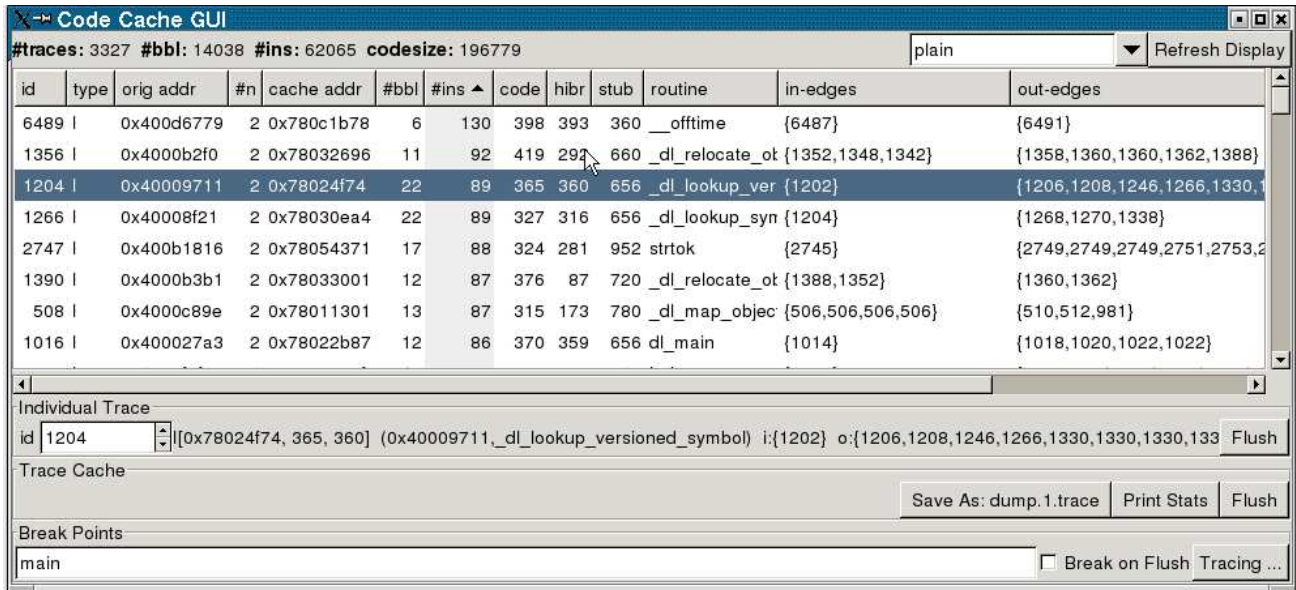 Code Cache GUI
#traces: 3327 #bbl: 14038 #ins: 62065 codesize: 196779 plain Refresh Display
id type orig addr #n cache addr #bbl #ins code hibr stub routine in-edges out-edges
6489 l 0x400d6779 2 0x780c1b78 6 130 398 393 360 __offtime {6487} {6491}
1356 l 0x4000b2f0 2 0x78032696 11 92 419 292 660 _dl_relocate_ob {1352,1348,1342} {1358,1360,1360,1362,1388}
1204 l 0x40009711 2 0x78024f74 22 89 365 360 656 _dl_lookup_ver {1202} {1206,1208,1246,1266,1330,1
1266 l 0x40008f21 2 0x78030ea4 22 89 327 316 656 _dl_lookup_sym {1204} {1268,1270,1338}
2747 l 0x400b1816 2 0x78054371 17 88 324 281 952 strtok {2745} {2749,2749,2749,2751,2753,2
1390 l 0x4000b3b1 2 0x78033001 12 87 376 87 720 _dl_relocate_ob {1388,1352} {1360,1362}
508 l 0x4000c89e 2 0x78011301 13 87 315 173 780 _dl_map_objec {506,506,506,506} {510,512,981}
1016 l 0x400027a3 2 0x78022b87 12 86 370 359 656 dl_main {1014} {1018,1020,1022,1022}
Individual Trace
id 1204 l[0x78024f74, 365, 360] (0x40009711,_dl_lookup_versioned_symbol) i:{1202} o:{1206,1208,1246,1266,1330,1330,1330,133 Flush
Trace Cache
Save As: dump.1.trace Print Stats Flush
Break Points
main Break on Flush Tracing ...